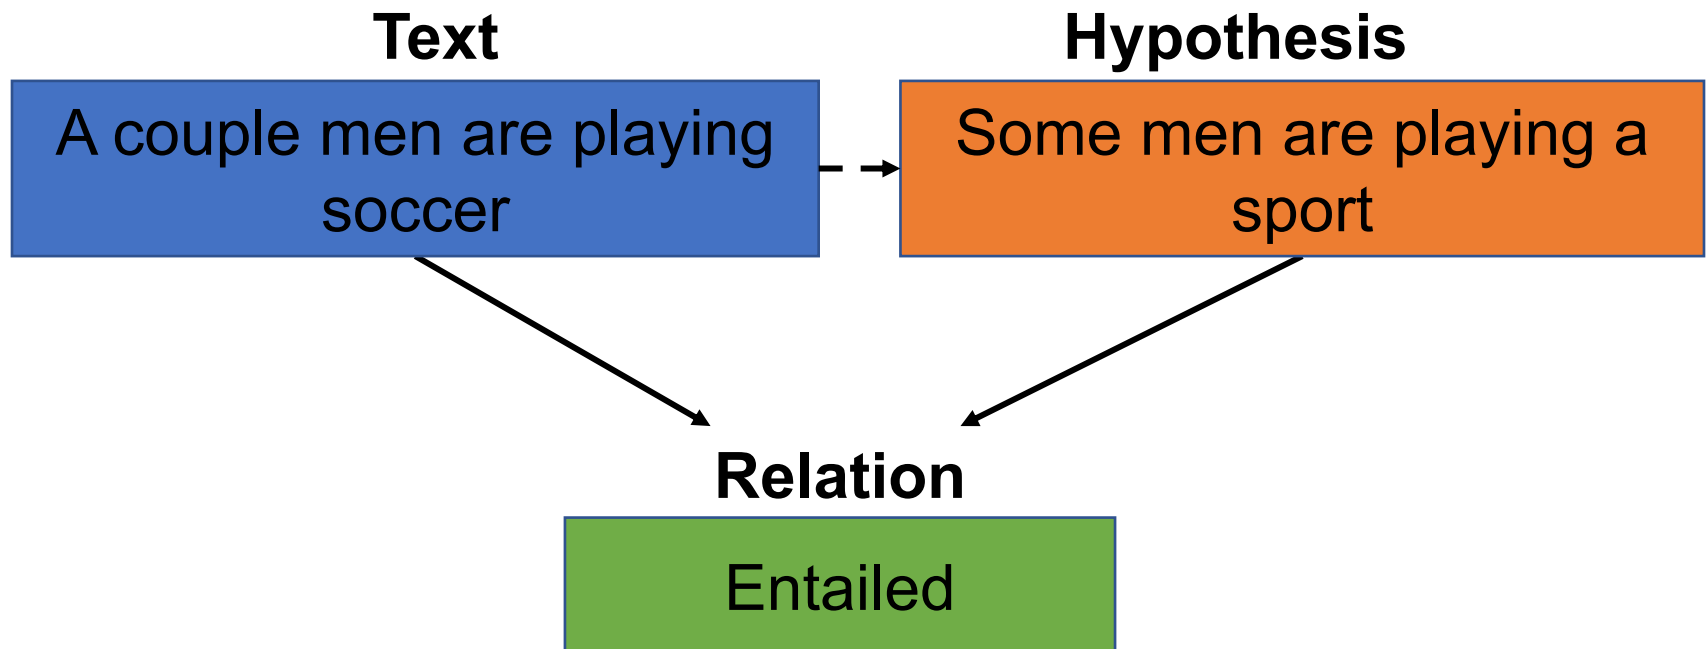 Text
A couple men are playing
soccer
Hypothesis
Some men are playing a
sport
Relation
Entailed